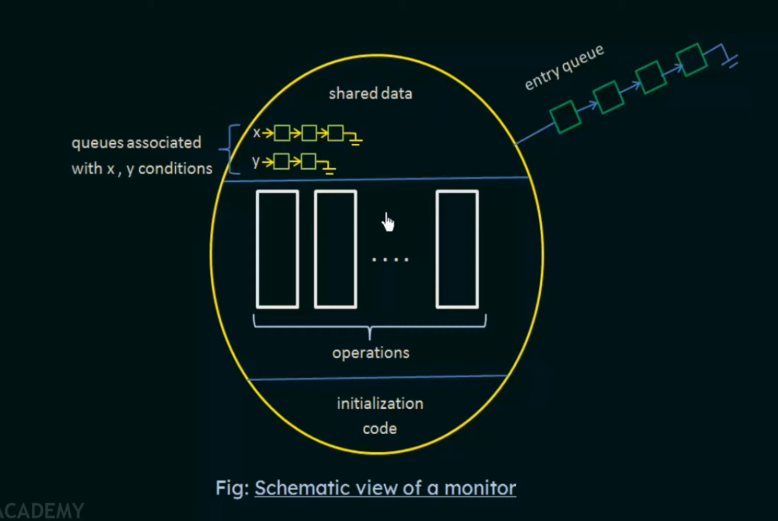 entry queue
shared data
queues associated
with x , y conditions
x
y
....
operations
initialization
code
Fig: Schematic view of a monitor
ACADEMY